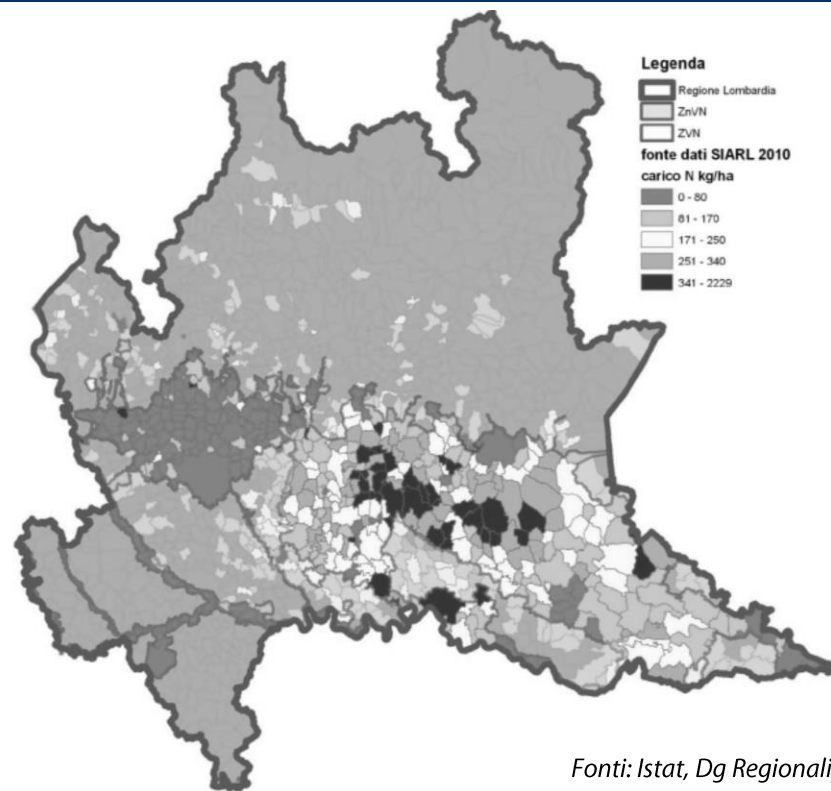 Legenda
Regione Lombardia
ZnVN
ZVN
fonte dati SIARL 2010
carico N kg/ha
0 - 80
81 - 170
171 - 250
251 - 340
341 - 2229
Fonti: Istat, Dg Regionali